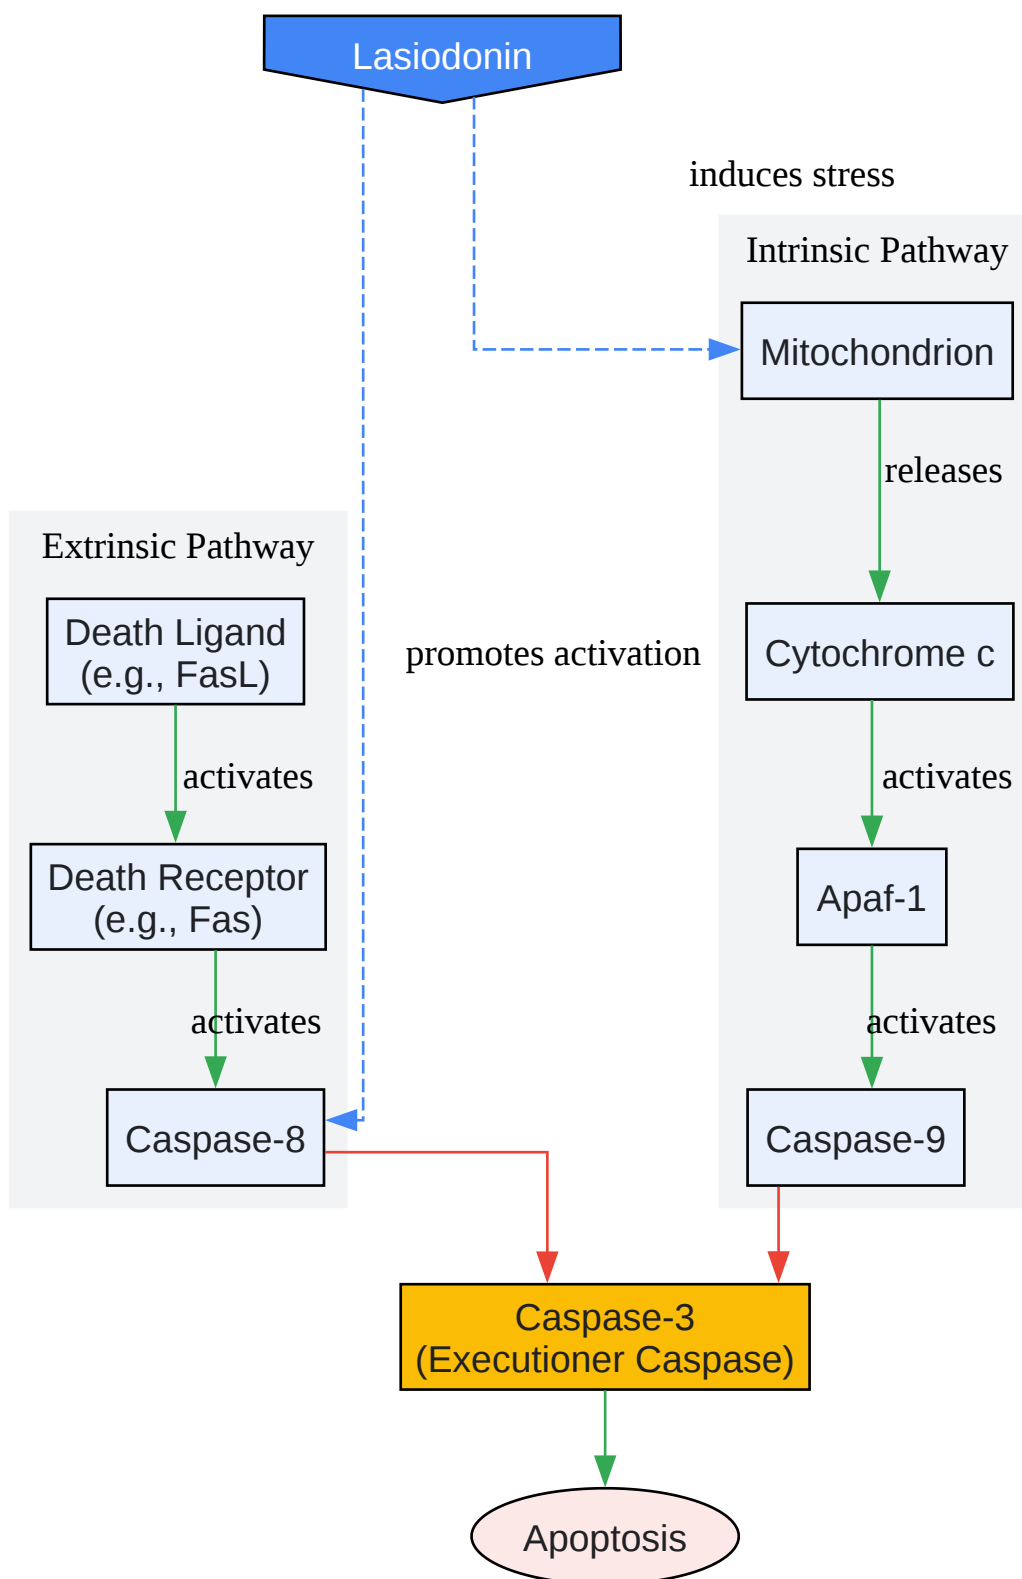 Lasiodonin
induces stress
Intrinsic Pathway
Mitochondrion
releases
Extrinsic Pathway
Death Ligand
(e.g., FasL)
promotes activation
Cytochrome c
activates
activates
Death Receptor
(e.g., Fas)
Apaf-1
activates
activates
Caspase-8
Caspase-9
Caspase-3
(Executioner Caspase)
Apoptosis